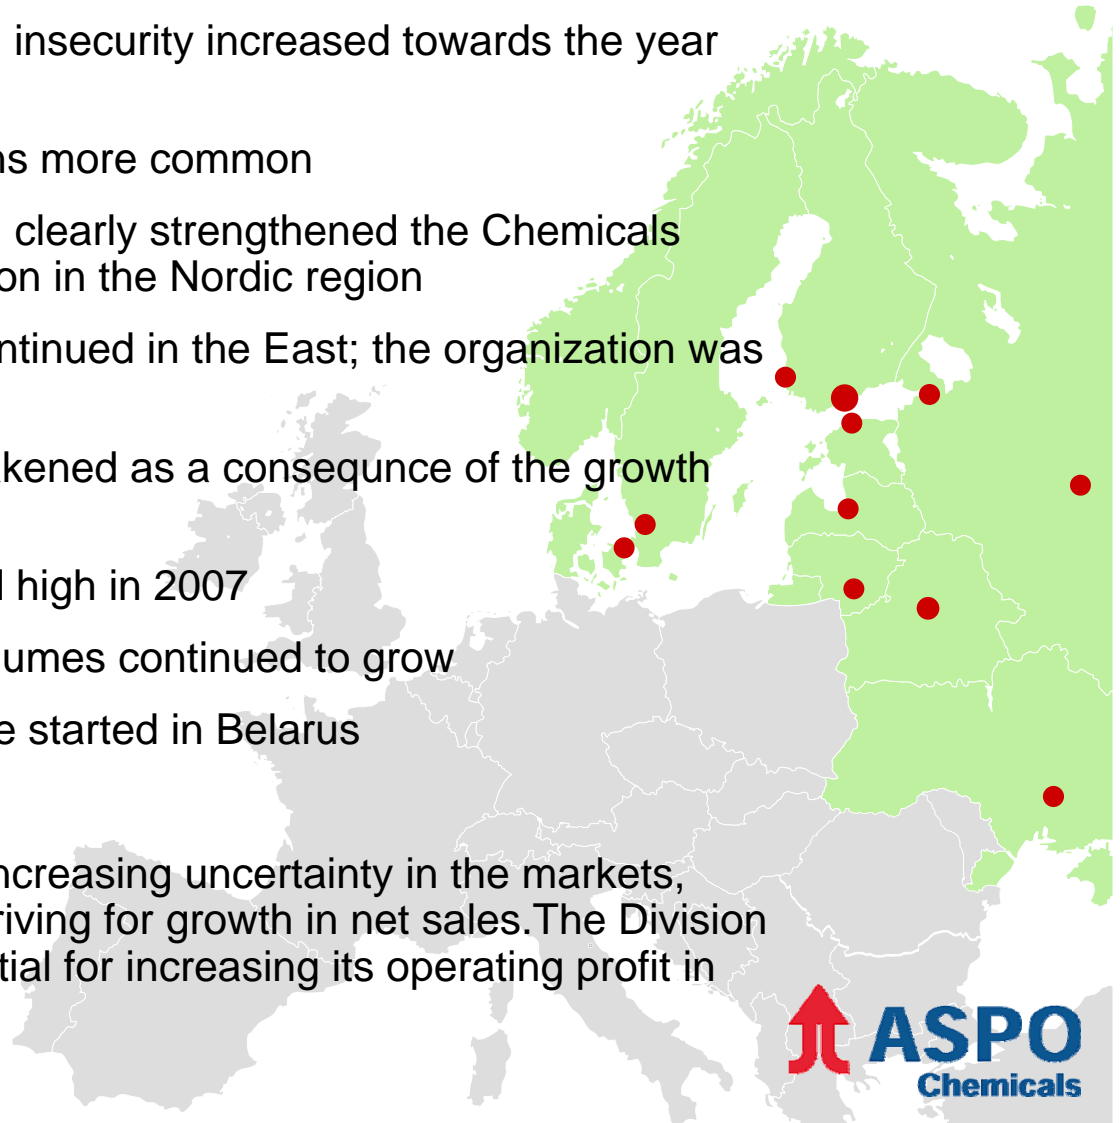 insecurity increased towards the year
ns more common
clearly strengthened the Chemicals
on in the Nordic region
ntinued in the East; the organization was
akened as a consequnce of the growth
d high in 2007
umes continued to grow
e started in Belarus
ncreasing uncertainty in the markets,
riving for growth in net sales.The Division
tial for increasing its operating profit in
ASPO
Chemicals